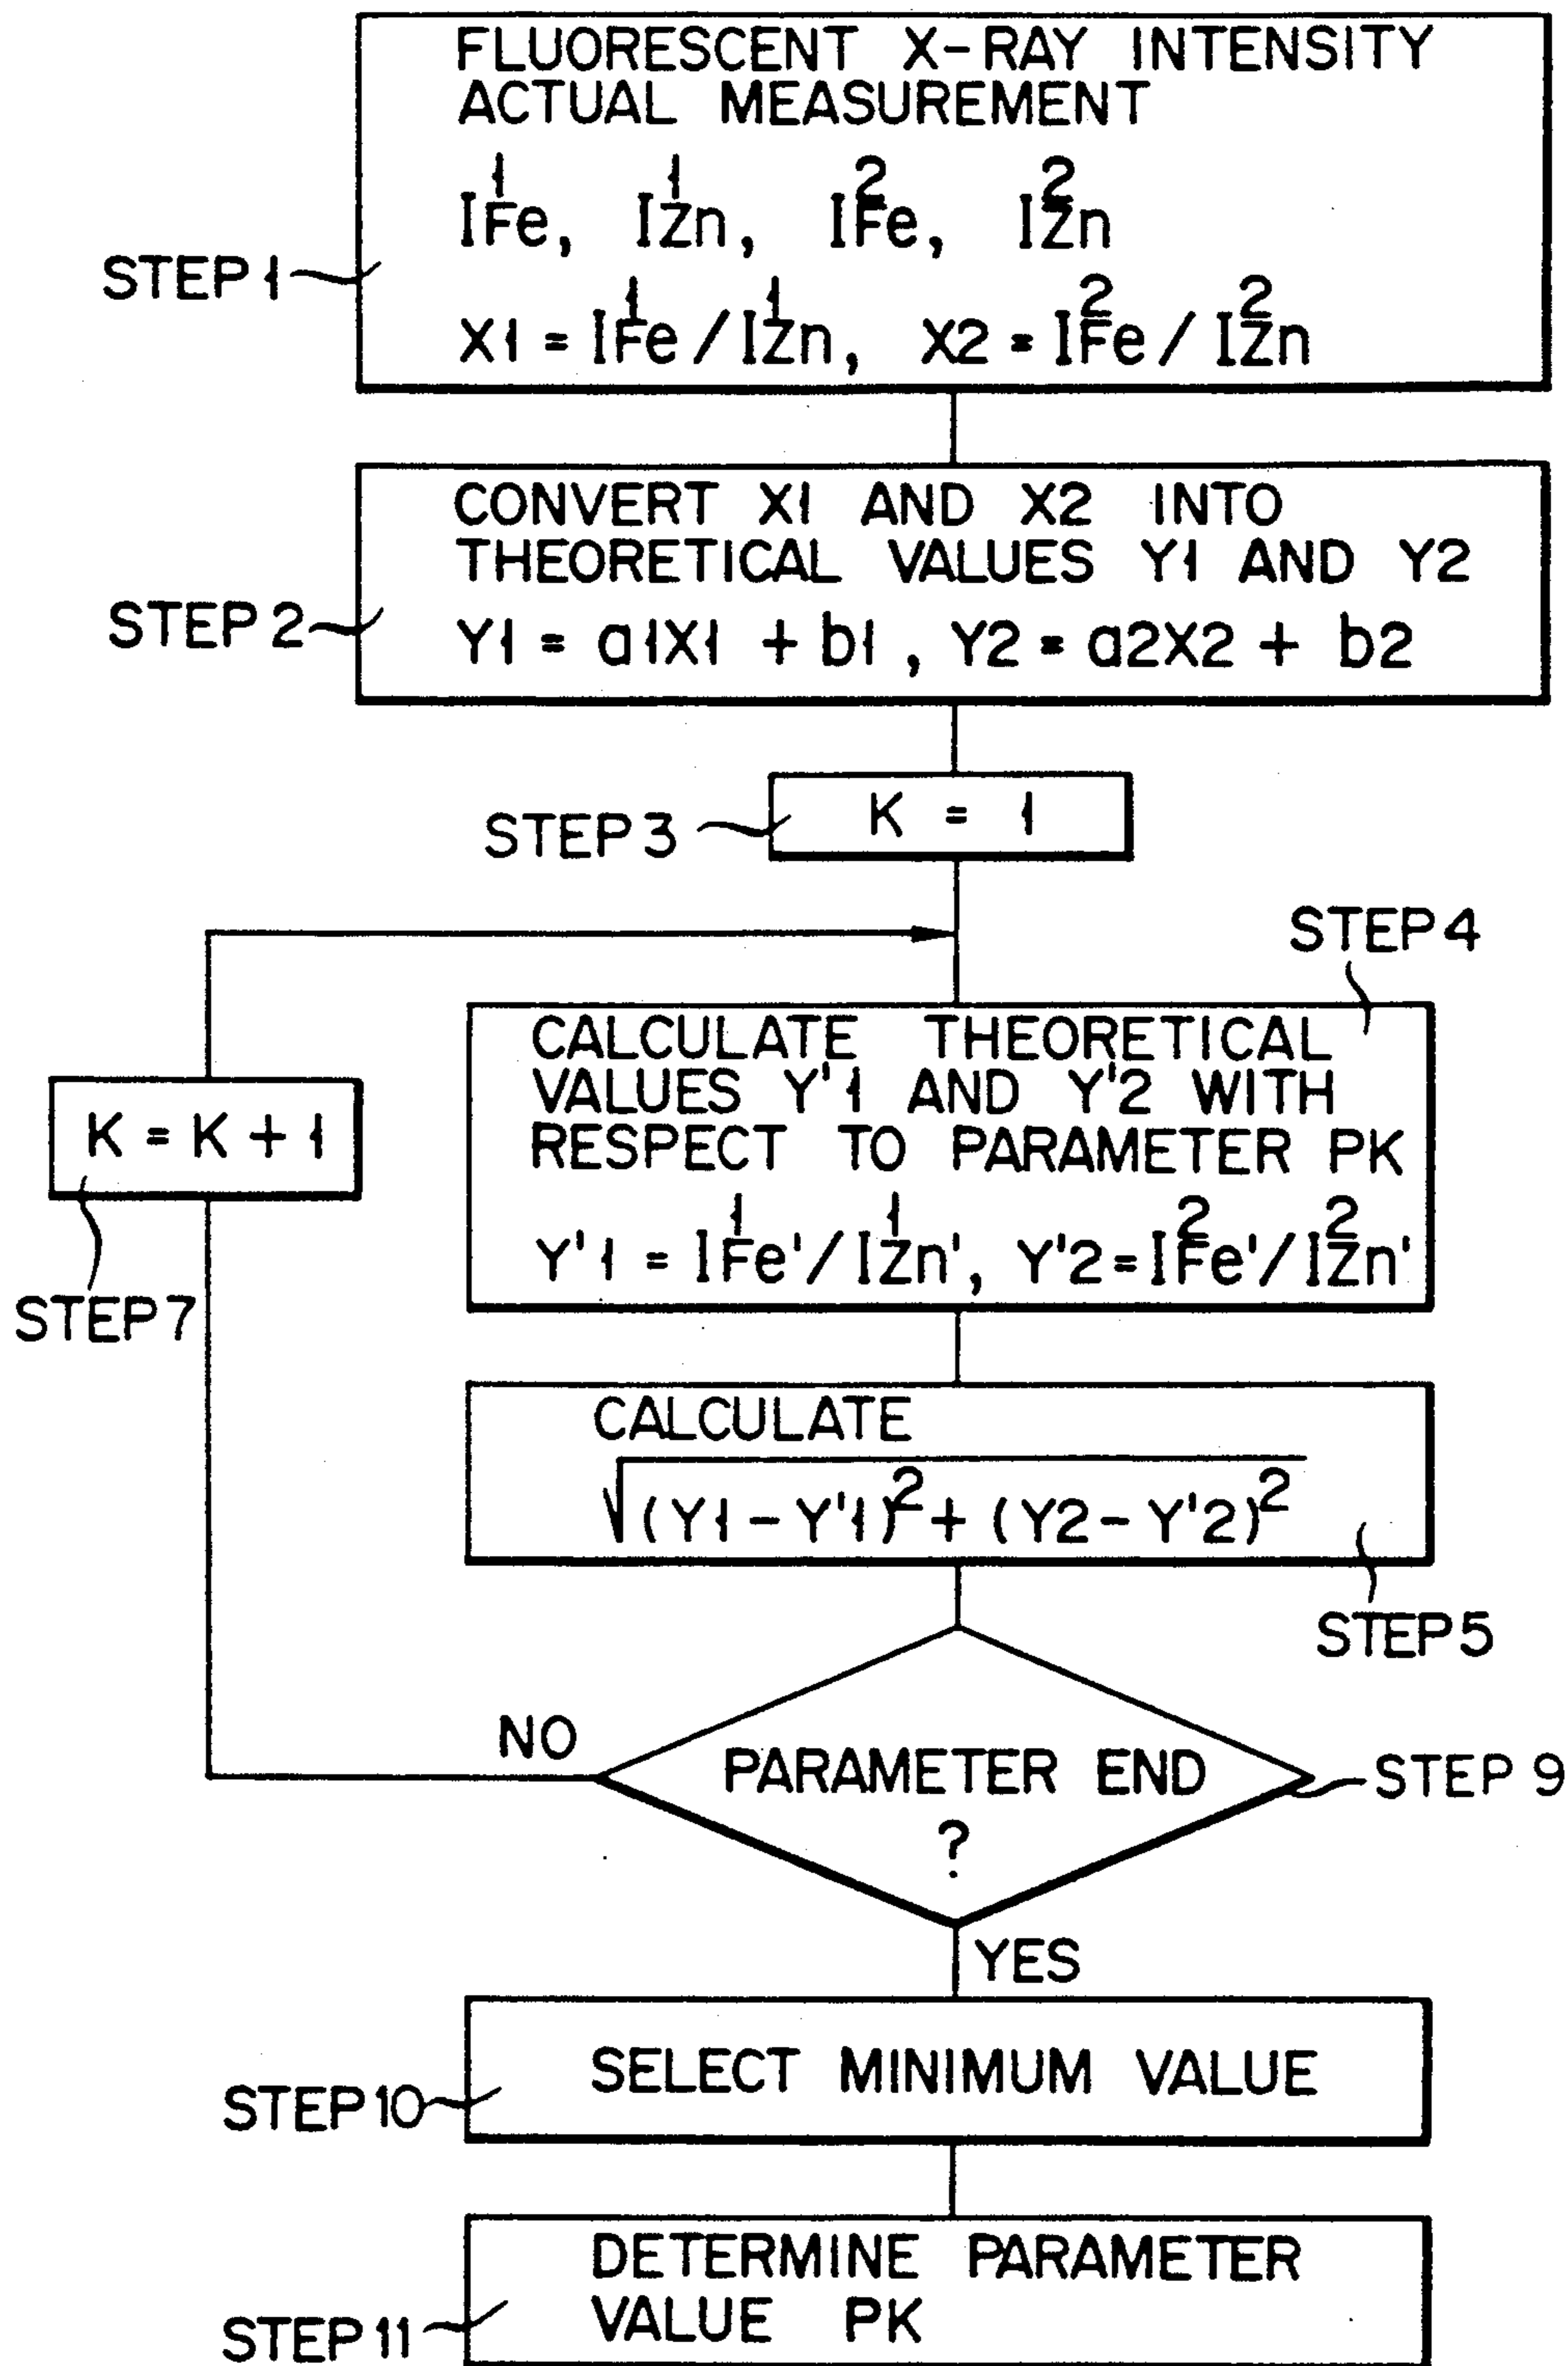 FLUORESCENT X-RAY INTENSITY
ACTUAL MEASUREMENT
I¹Fe, I¹Zn, I²Fe, I²Zn
STEP 1
X1 = I¹Fe / I¹Zn, X2 = I²Fe / I²Zn
CONVERT X1 AND X2 INTO
THEORETICAL VALUES Y1 AND Y2
STEP 2
Y1 = a1X1 + b1 , Y2 = a2X2 + b2
K = 1
STEP 3
STEP 4
CALCULATE THEORETICAL
VALUES Y'1 AND Y'2 WITH
RESPECT TO PARAMETER PK
Y'1 = I¹Fe' / I¹Zn', Y'2 = I²Fe' / I²Zn'
K = K + 1
STEP 7
CALCULATE
√(Y1 - Y'1)² + (Y2 - Y'2)²
STEP 5
NO
PARAMETER END
?
STEP 9
YES
SELECT MINIMUM VALUE
STEP 10
DETERMINE PARAMETER
VALUE PK
STEP 11